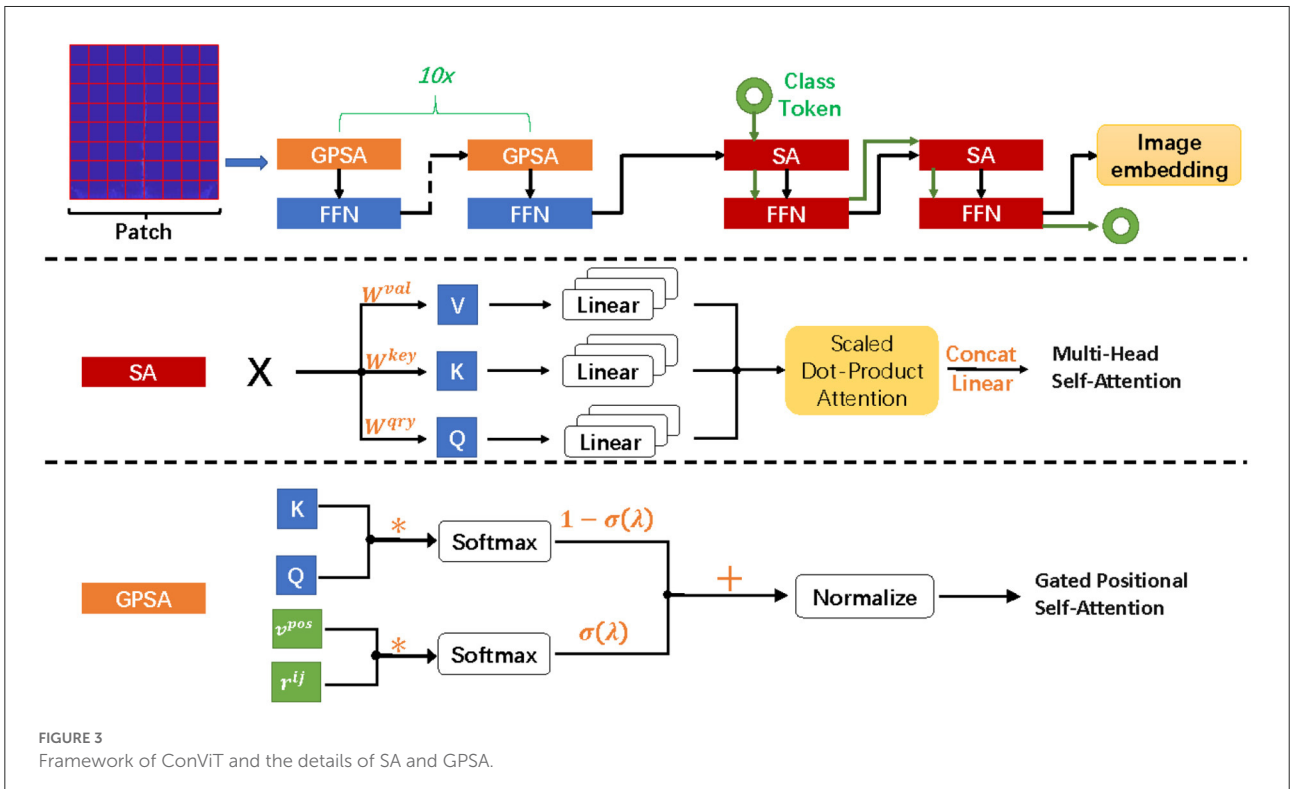 10x
Class
Token
GPSA
GPSA
SA
SA
Image
embedding
FFN
FFN
FFN
FFN
Patch
W^{val}
V
Linear
SA
X
W^{key}
K
Linear
Scaled
Dot-Product
Attention
Concat
Linear
Multi-Head
Self-Attention
W^{qry}
Q
Linear
K
*
Softmax
1 − σ(λ)
Q
GPSA
+
Normalize
Gated Positional
Self-Attention
v^{pos}
*
Softmax
σ(λ)
r^{ij}
FIGURE 3
Framework of ConViT and the details of SA and GPSA.